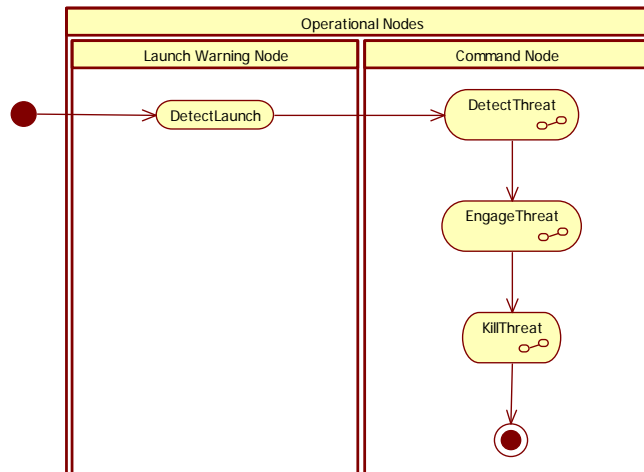 Operational Nodes
Launch Warning Node
Command Node
DetectLaunch
DetectThreat
EngageThreat
KillThreat